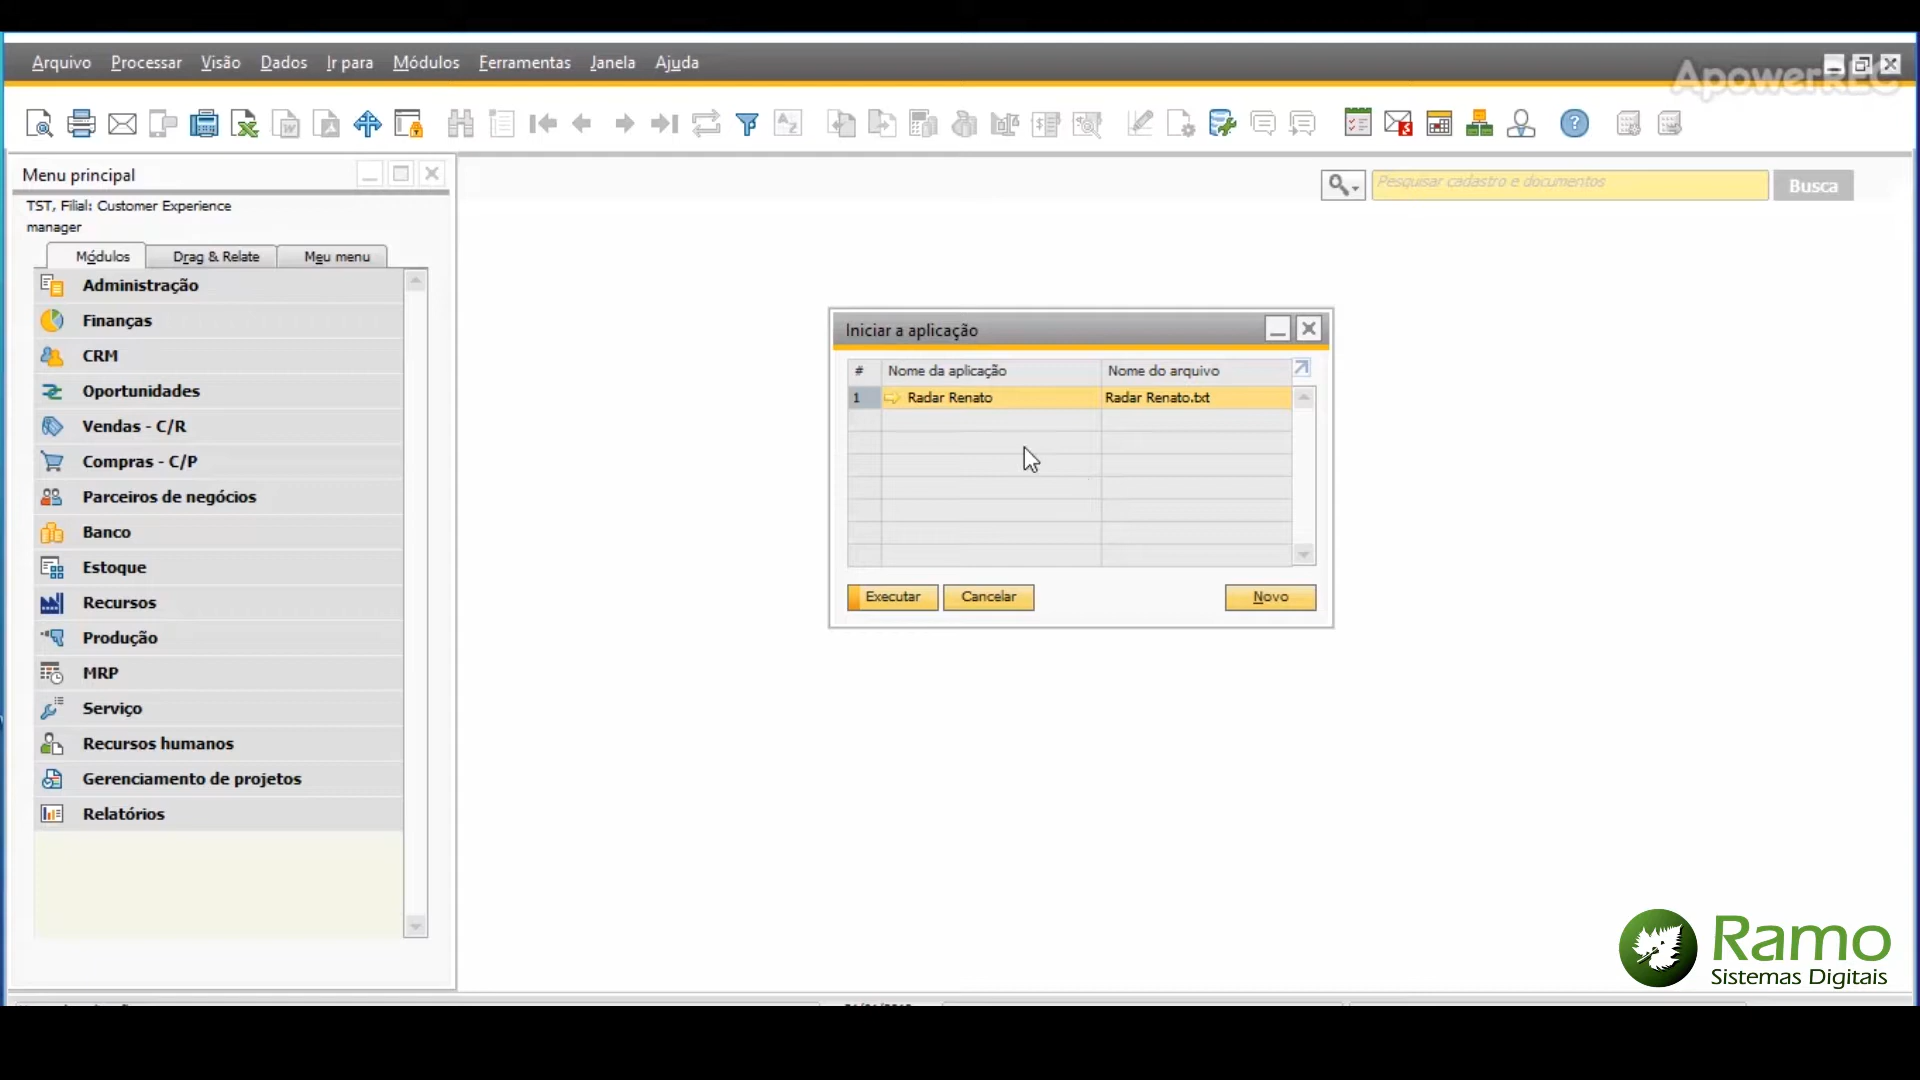 Arquivo Processar Visão Dados Ir para Módulos Ferramentas Janela Ajuda
ApowerREC
Menu principal
TST, Filial: Customer Experience
manager
Módulos Drag & Relate Meu menu
Administração
Finanças
CRM
Oportunidades
Vendas - C/R
Compras - C/P
Parceiros de negócios
Banco
Estoque
Recursos
Produção
MRP
Serviço
Recursos humanos
Gerenciamento de projetos
Relatórios
Pesquisar cadastro e documentos
Busca
Iniciar a aplicação
# Nome da aplicação Nome do arquivo
1 Radar Renato Radar Renato.txt
Executar Cancelar Novo
Ramo
Sistemas Digitais